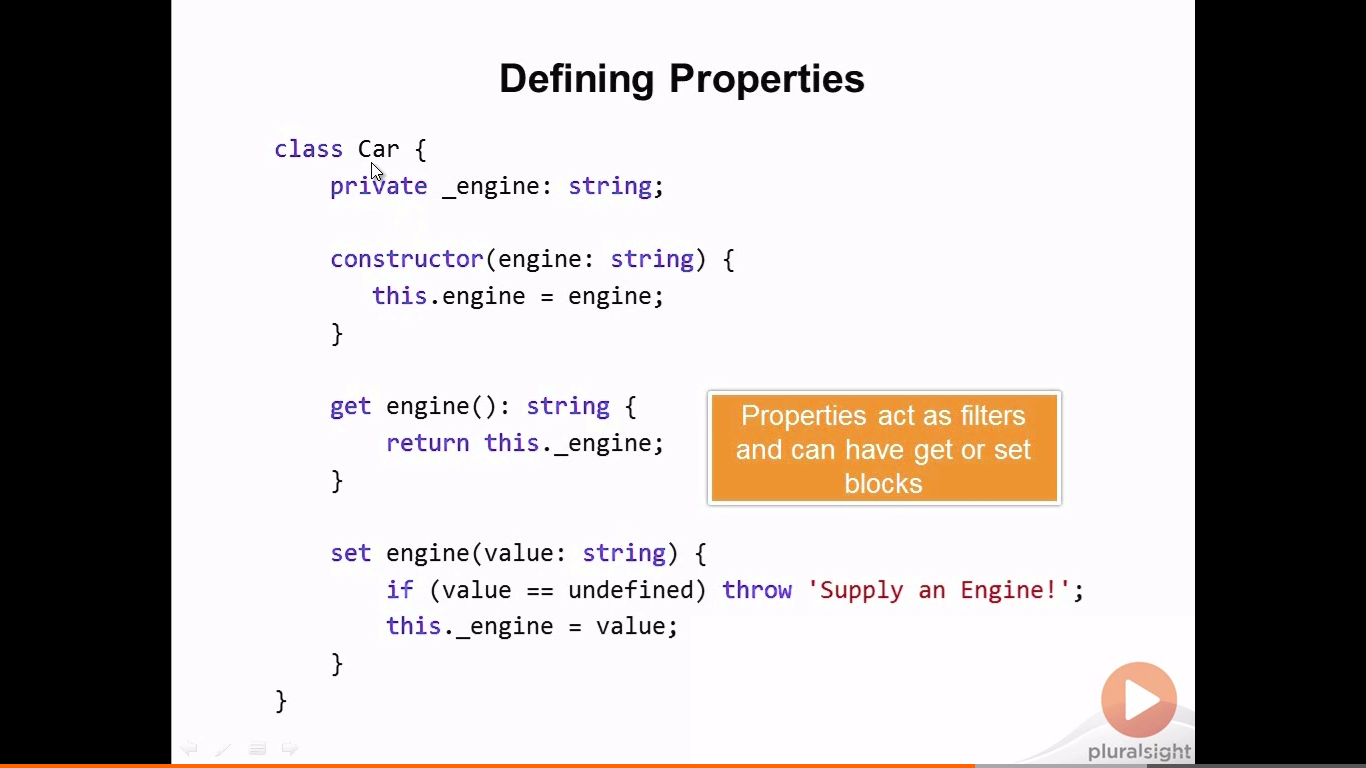 Defining Properties
class Car {
private _engine: string;
constructor(engine: string) {
this.engine = engine;
}
get engine(): string {
return this._engine;
}
Properties act as filters
and can have get or set
blocks
set engine(value: string) {
if (value == undefined) throw 'Supply an Engine!';
this._engine = value;
}
}
pluralsight